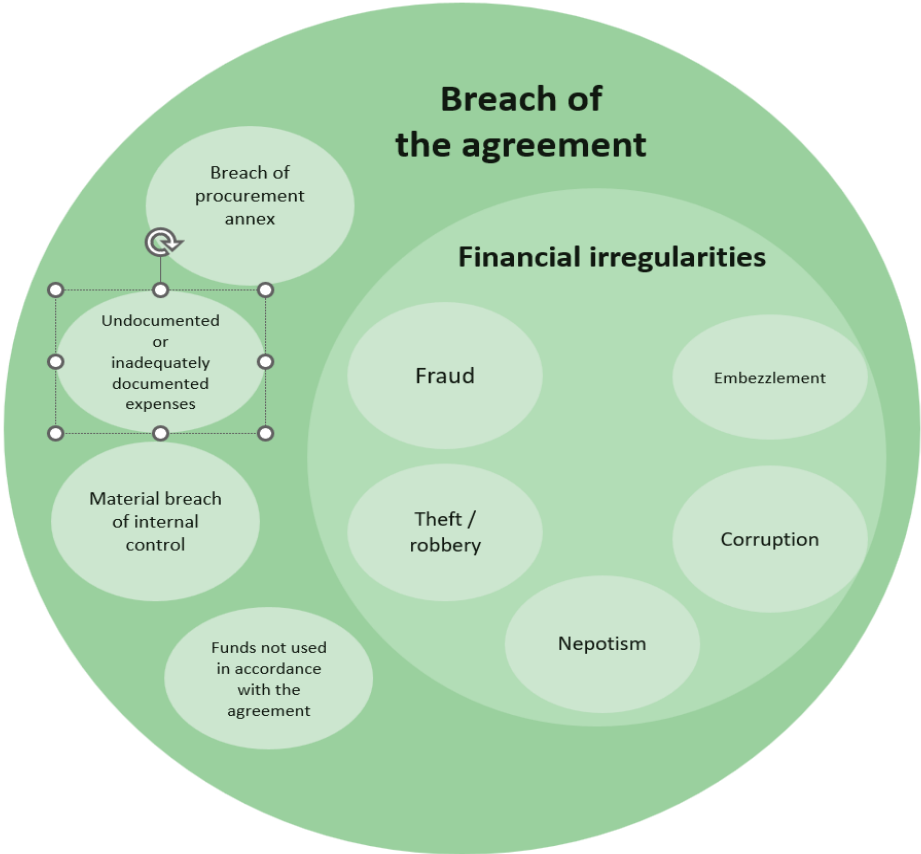 Breach of
the agreement
Breach of
procurement
annex
Financial irregularities
Undocumented
or
inadequately
documented
expenses
Fraud
Embezzlement
Material breach
of internal
control
Theft /
robbery
Corruption
Nepotism
Funds not used
in accordance
with the
agreement